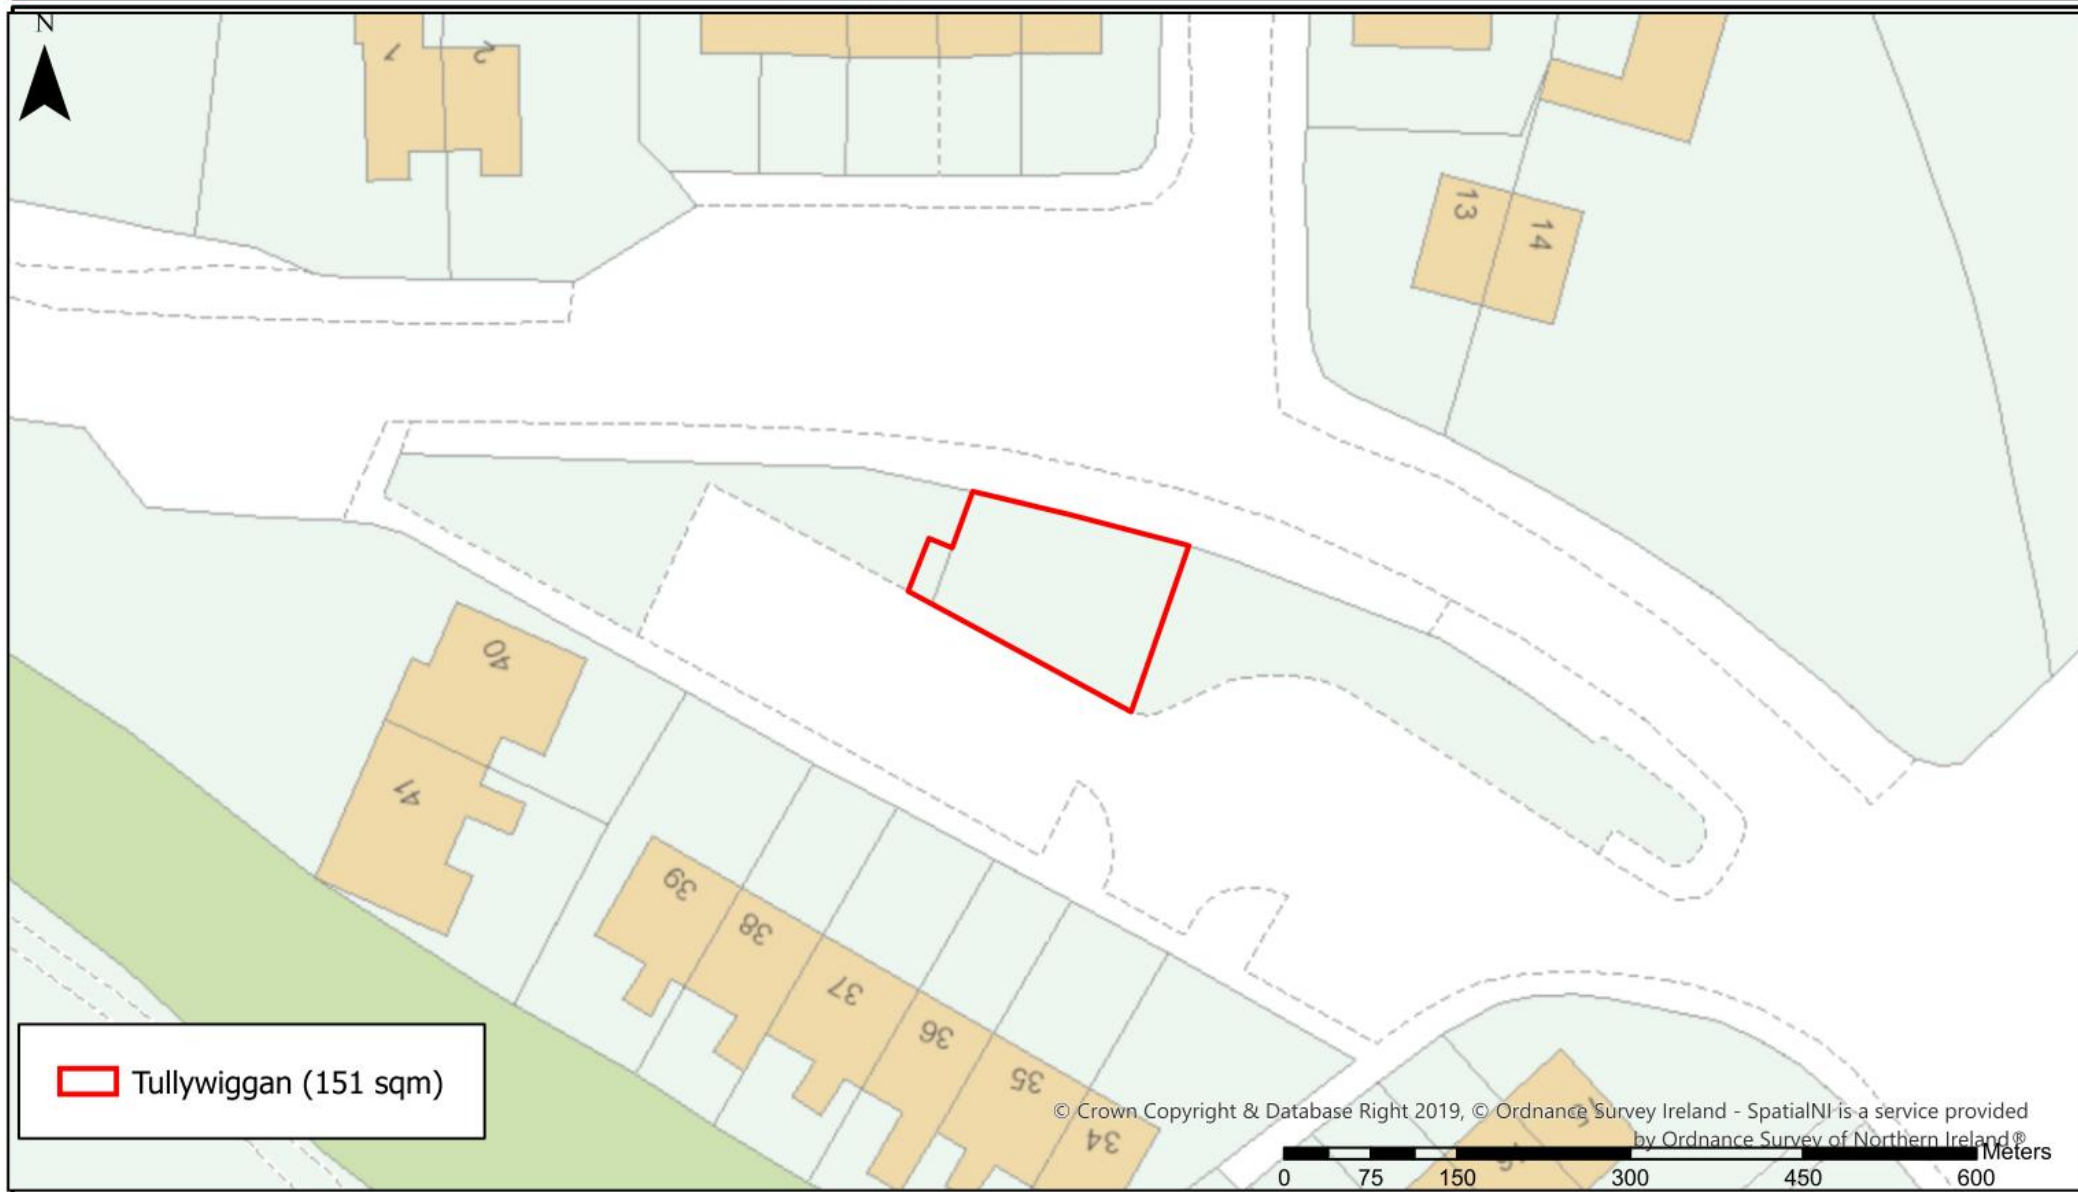 N
1
2
13
14
40
41
39
38
37
36
35
34
Tullywiggan (151 sqm)
© Crown Copyright & Database Right 2019, © Ordnance Survey Ireland - SpatialNI is a service provided
by Ordnance Survey of Northern Ireland®
Meters
0 75 150 300 450 600